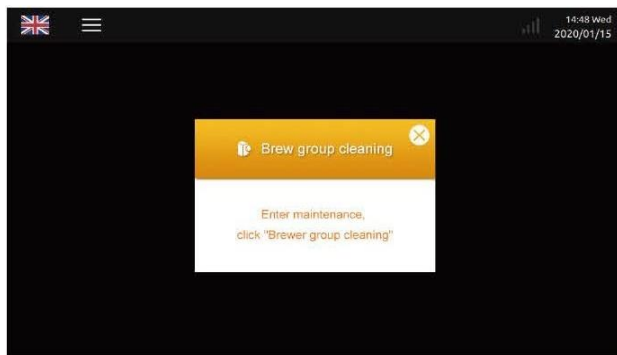 14:48 Wed
2020/01/15
Brew group cleaning
Enter maintenance,
click "Brewer group cleaning"